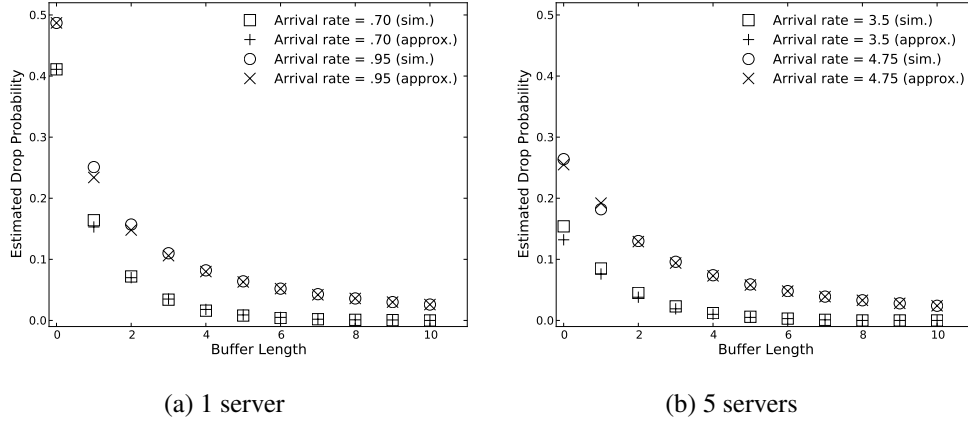 0.5
0.4
0.3
0.2
0.1
0.0
Estimated Drop Probability
0 2 4 6 8 10
Buffer Length
Arrival rate = .70 (sim.)
Arrival rate = .70 (approx.)
Arrival rate = .95 (sim.)
Arrival rate = .95 (approx.)
(a) 1 server
0.5
0.4
0.3
0.2
0.1
0.0
Estimated Drop Probability
0 2 4 6 8 10
Buffer Length
Arrival rate = 3.5 (sim.)
Arrival rate = 3.5 (approx.)
Arrival rate = 4.75 (sim.)
Arrival rate = 4.75 (approx.)
(b) 5 servers